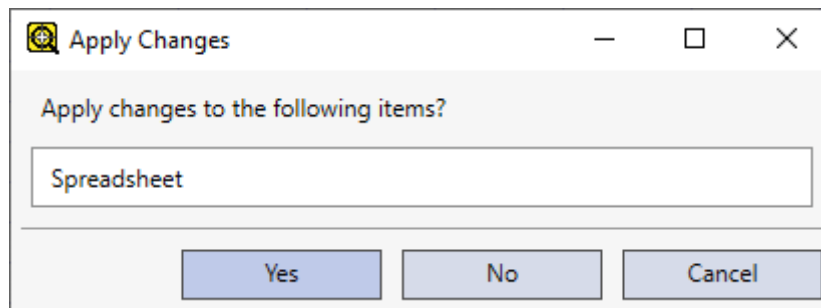 Apply Changes
Apply changes to the following items?
Spreadsheet
Yes No Cancel